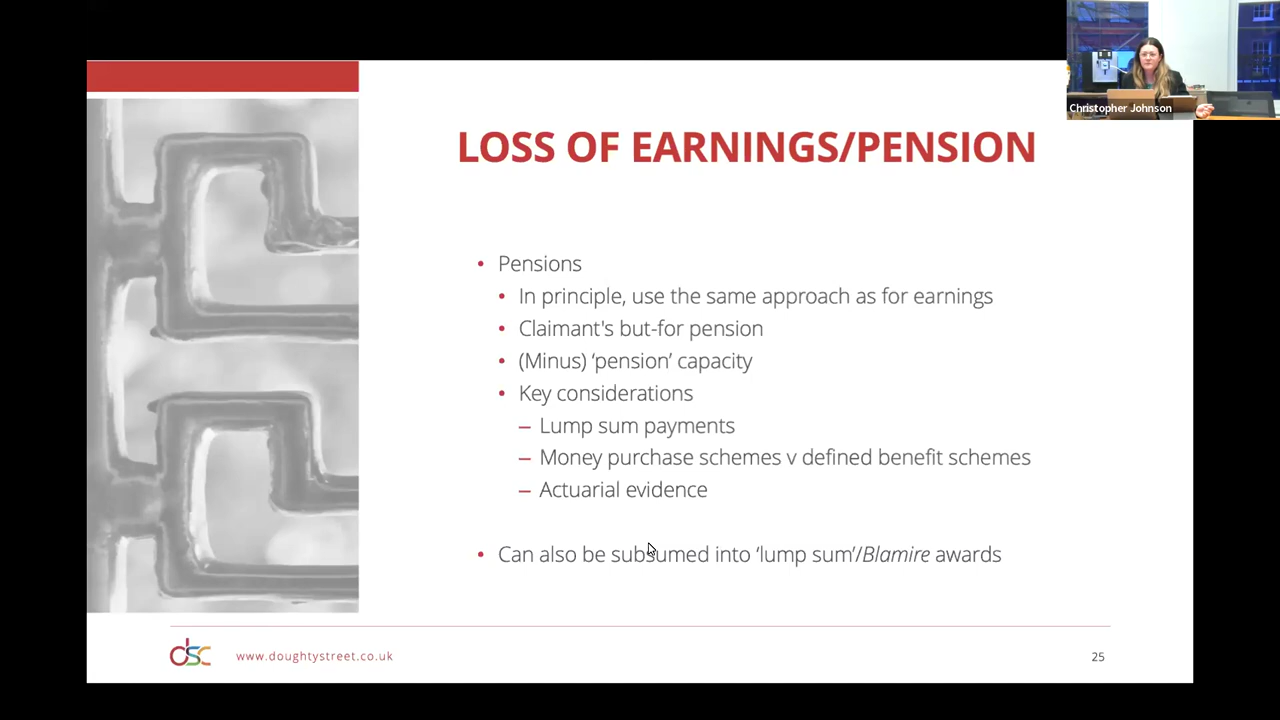 Christopher Johnson
LOSS OF EARNINGS/PENSION
• Pensions
• In principle, use the same approach as for earnings
• Claimant's but-for pension
• (Minus) ‘pension’ capacity
• Key considerations
– Lump sum payments
– Money purchase schemes v defined benefit schemes
– Actuarial evidence
• Can also be subsumed into ‘lump sum’/Blamire awards
dsc
www.doughtystreet.co.uk
25